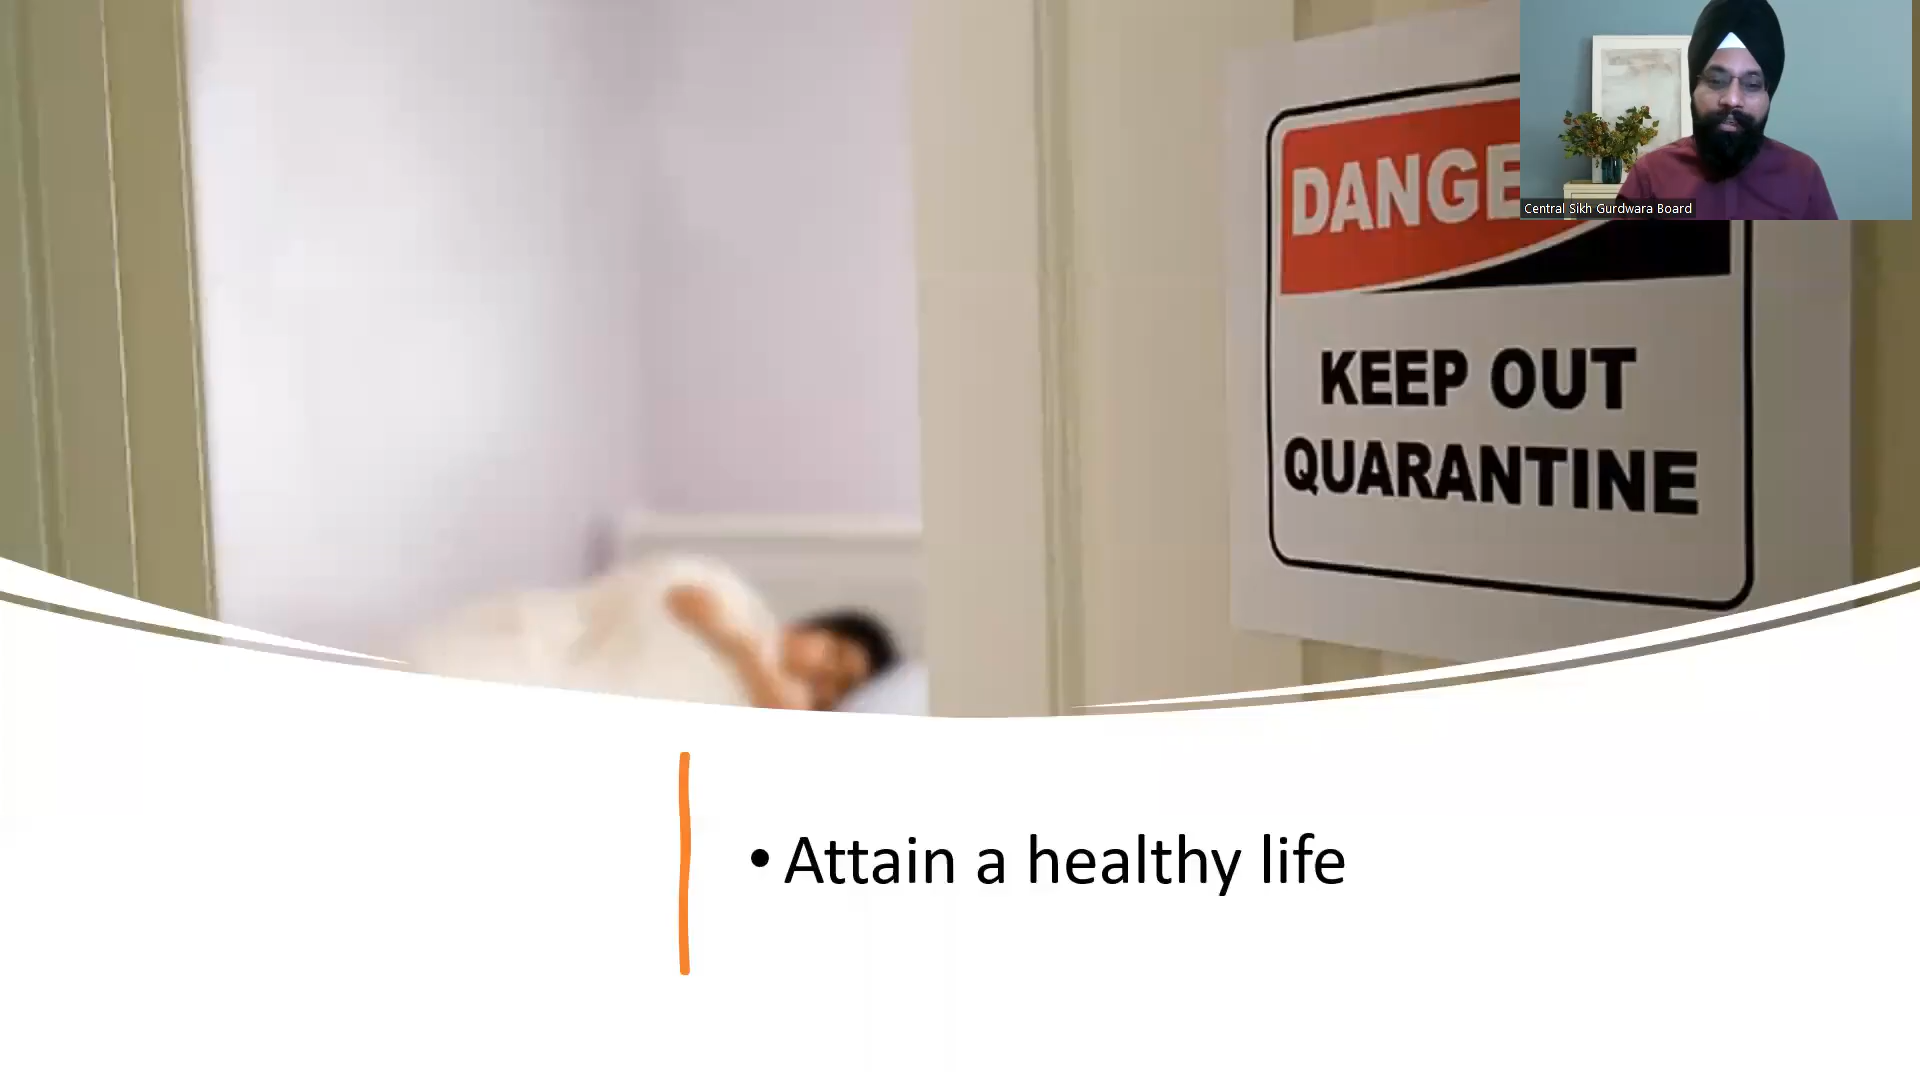 DANGE
Central Sikh Gurdwara Board
KEEP OUT
QUARANTINE
• Attain a healthy life